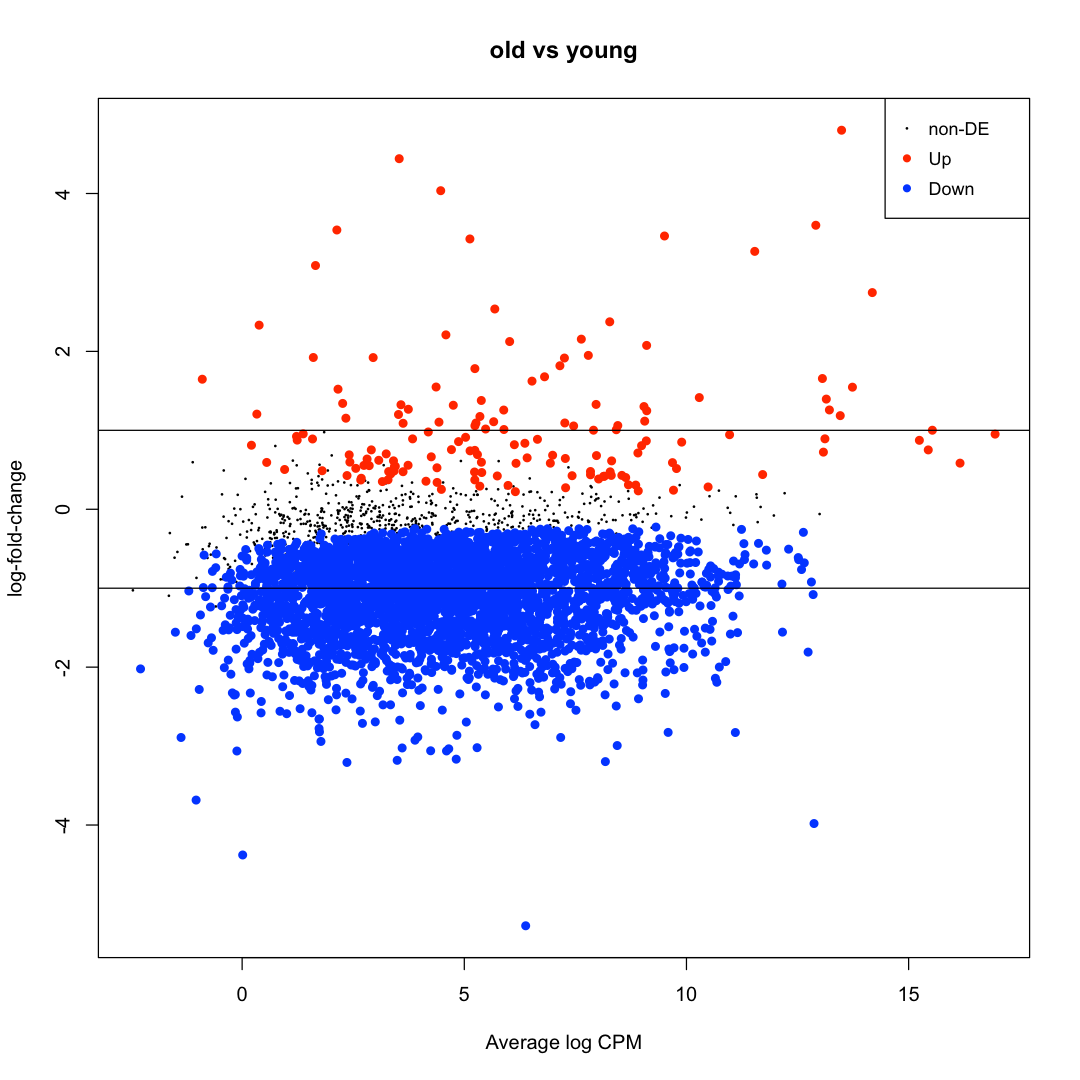 old vs young
non-DE
Up
Down
4
2
0
-2
-4
log-fold-change
0 5 10 15
Average log CPM